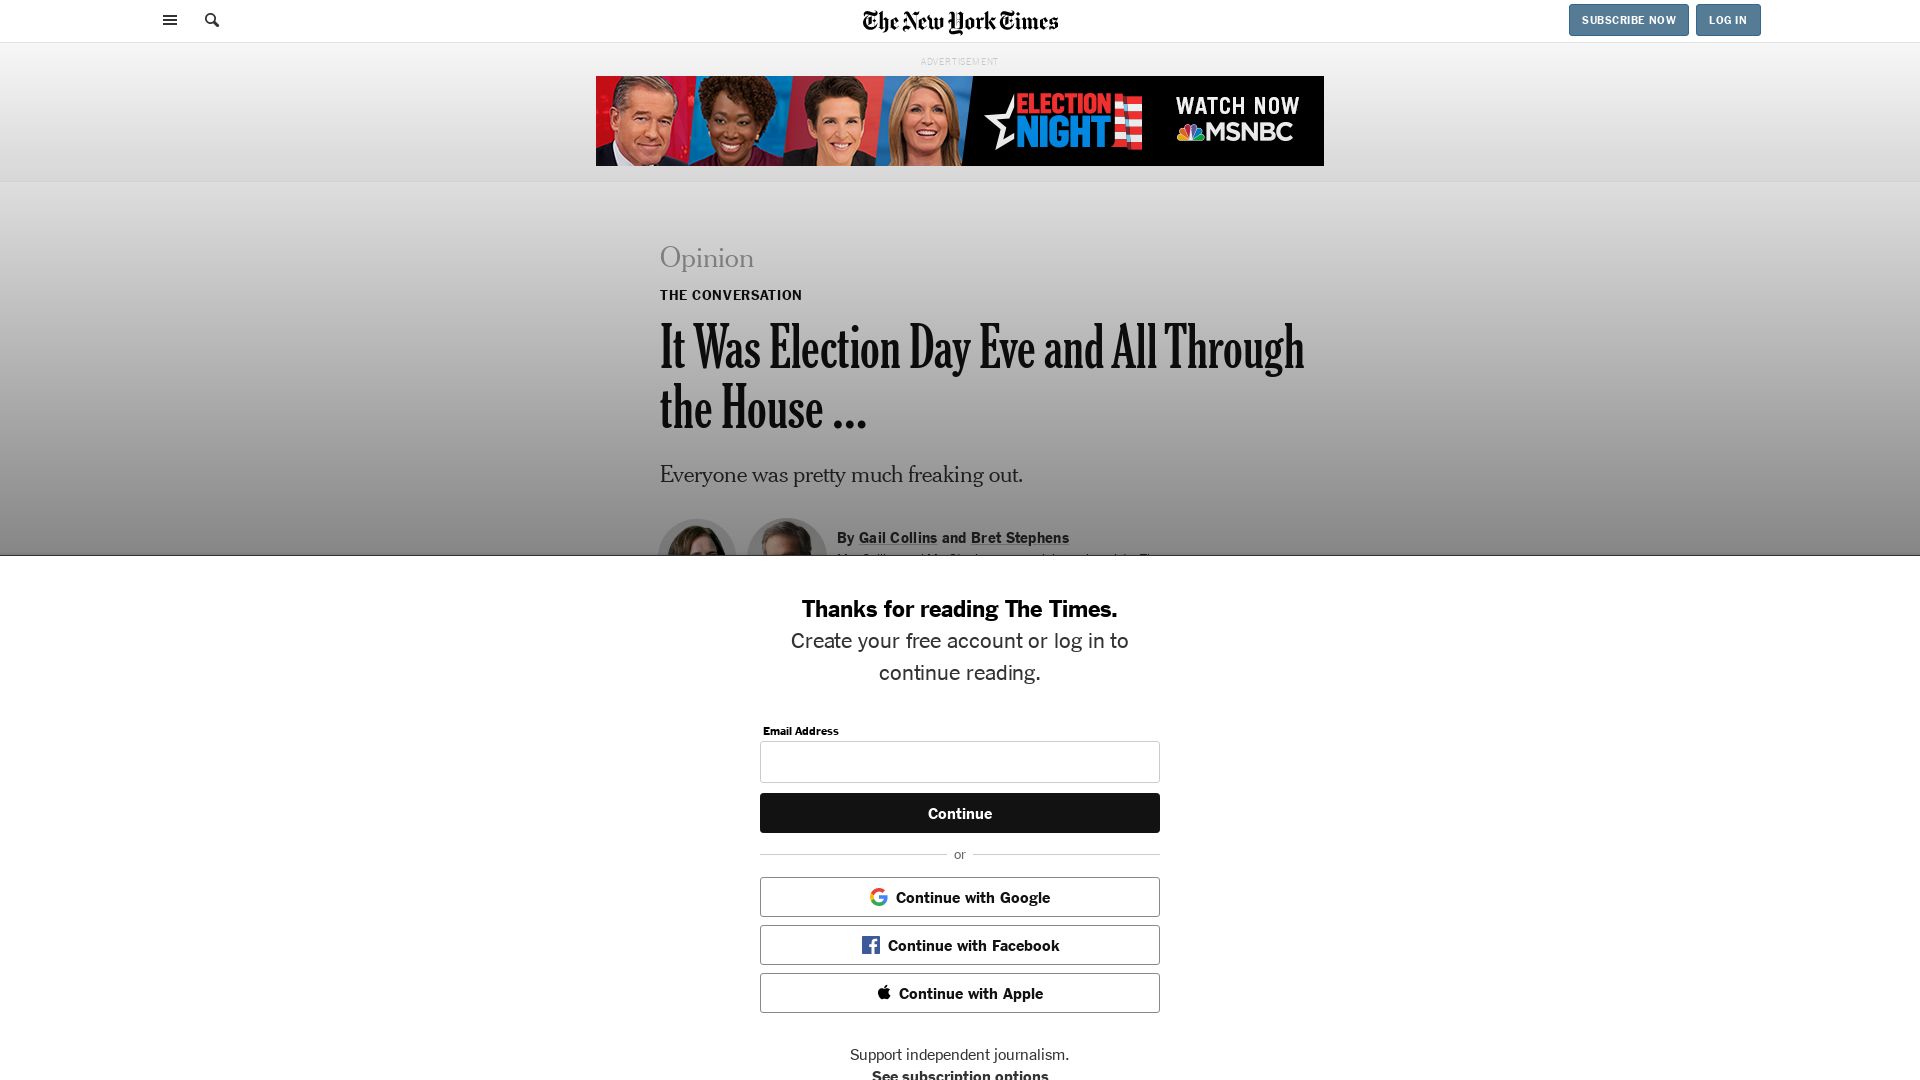 The New York Times
SUBSCRIBE NOW
LOG IN
ADVERTISEMENT
ELECTION
NIGHT
WATCH NOW
MSNBC
Opinion
THE CONVERSATION
It Was Election Day Eve and All Through
the House ...
Everyone was pretty much freaking out.
By Gail Collins and Bret Stephens
Thanks for reading The Times.
Create your free account or log in to
continue reading.
Email Address
Continue
or
Continue with Google
Continue with Facebook
Continue with Apple
Support independent journalism.
See subscription options